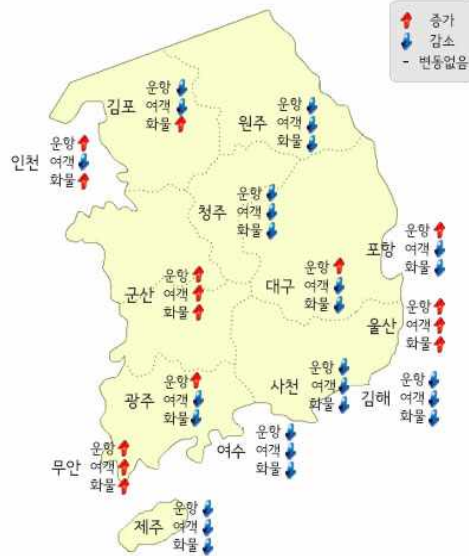 증가
감소
- 변동없음
김포
운항
여객
화물
원주
운항
여객
화물
인천
운항
여객
화물
청주
운항
여객
화물
포항
운항
여객
화물
군산
운항
여객
화물
대구
운항
여객
화물
울산
운항
여객
화물
광주
운항
여객
화물
사천
운항
여객
화물
김해
운항
여객
화물
여수
운항
여객
화물
무안
운항
여객
화물
제주
운항
여객
화물